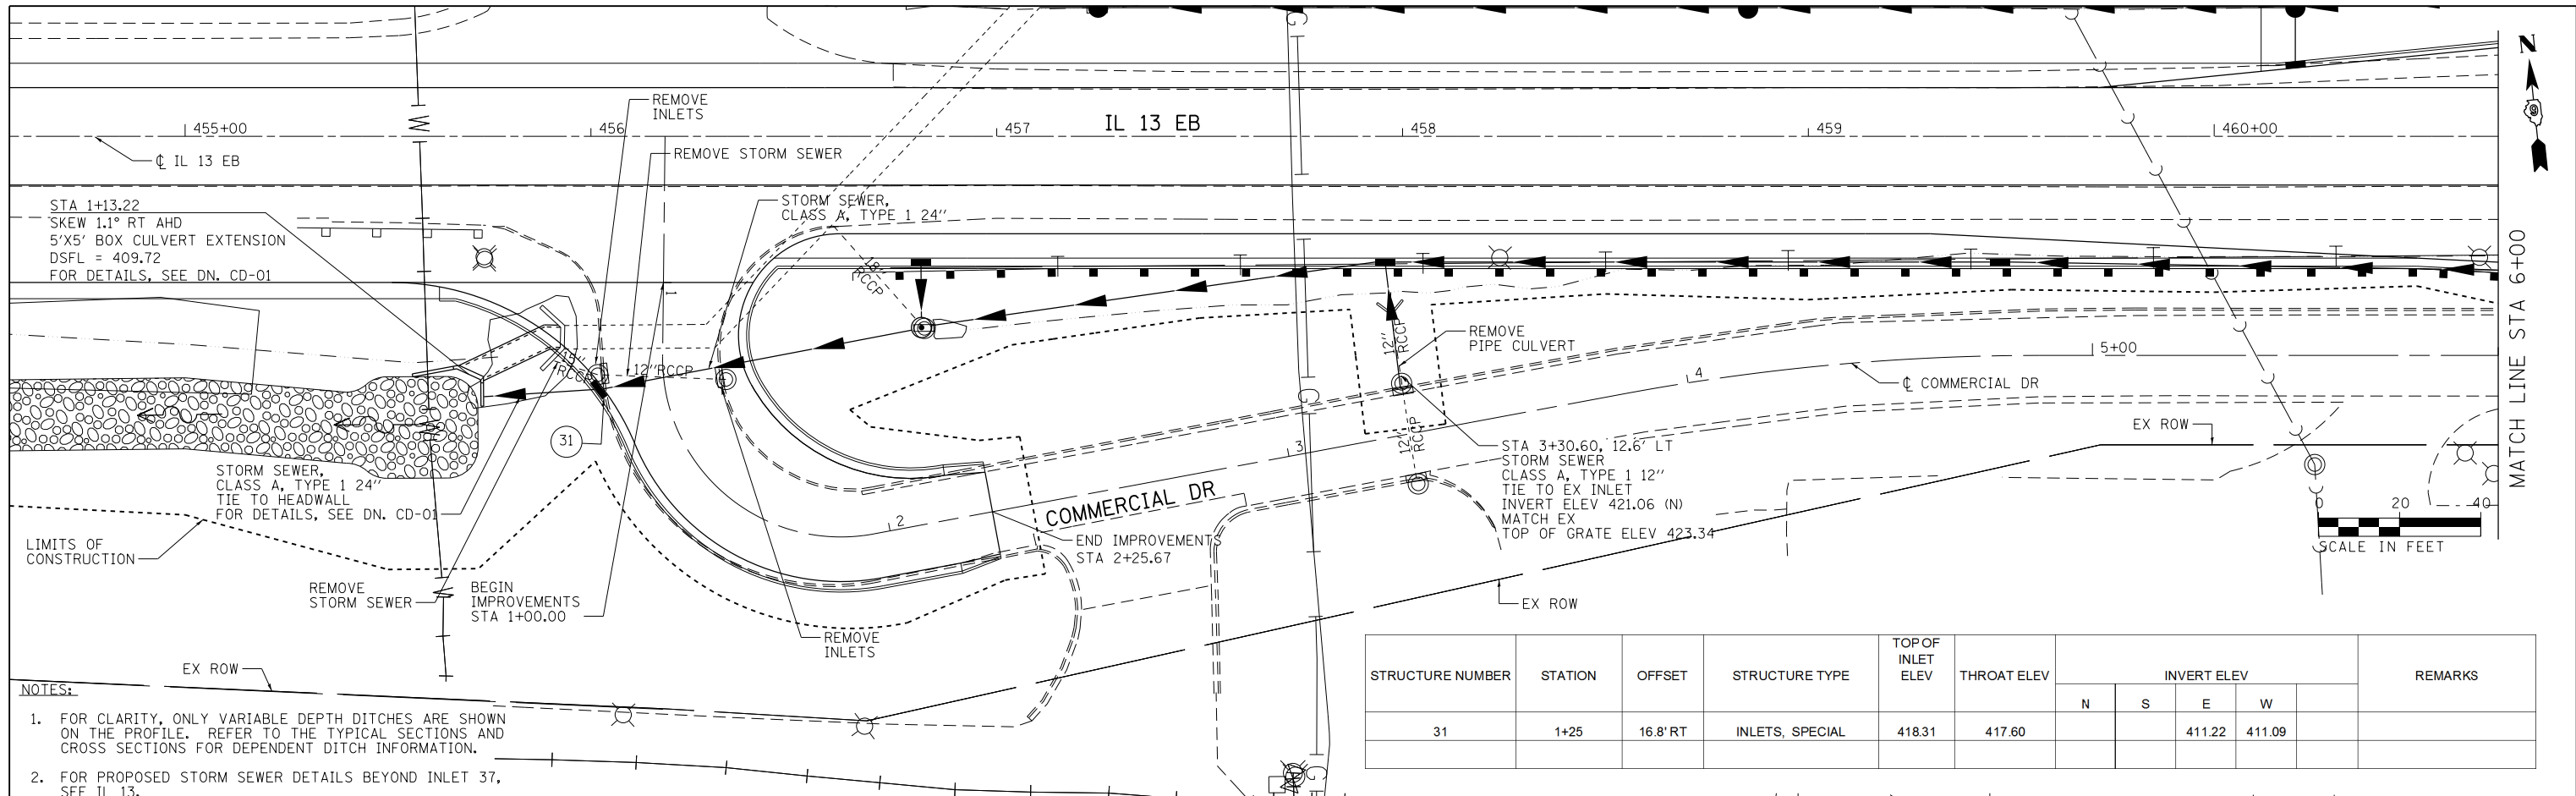 N
REMOVE
INLETS
455+00
456
457
IL 13 EB
458
459
460+00
℄ IL 13 EB
REMOVE STORM SEWER
STA 1+13.22
SKEW 1.1° RT AHD
5'X5' BOX CULVERT EXTENSION
DSFL = 409.72
FOR DETAILS, SEE DN. CD-01
STORM SEWER,
CLASS A, TYPE 1 24"
18"
RCCP
1
G
MATCH LINE STA 6+00
15"
RCCP
12"RCCP
12"
RCCP
REMOVE
PIPE CULVERT
5+00
4
℄ COMMERCIAL DR
G
31
3
12"
RCCP
EX ROW
STA 3+30.60, 12.6' LT
STORM SEWER
CLASS A, TYPE 1 12"
TIE TO EX INLET
INVERT ELEV 421.06 (N)
MATCH EX
TOP OF GRATE ELEV 423.34
STORM SEWER,
CLASS A, TYPE 1 24"
TIE TO HEADWALL
FOR DETAILS, SEE DN. CD-01
COMMERCIAL DR
2
0 20 40
SCALE IN FEET
LIMITS OF
CONSTRUCTION
END IMPROVEMENTS
STA 2+25.67
REMOVE
STORM SEWER
BEGIN
IMPROVEMENTS
STA 1+00.00
EX ROW
REMOVE
INLETS
EX ROW
STRUCTURE NUMBER STATION OFFSET STRUCTURE TYPE TOP OF INLET ELEV THROAT ELEV INVERT ELEV REMARKS
N S E W
31 1+25 16.8' RT INLETS, SPECIAL 418.31 417.60 411.22 411.09
NOTES:
1. FOR CLARITY, ONLY VARIABLE DEPTH DITCHES ARE SHOWN
ON THE PROFILE. REFER TO THE TYPICAL SECTIONS AND
CROSS SECTIONS FOR DEPENDENT DITCH INFORMATION.
2. FOR PROPOSED STORM SEWER DETAILS BEYOND INLET 37,
SEE IL 13.
G